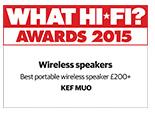 WHAT HI★FI?
AWARDS 2015
Wireless speakers
Best portable wireless speaker £200+
KEF MUO